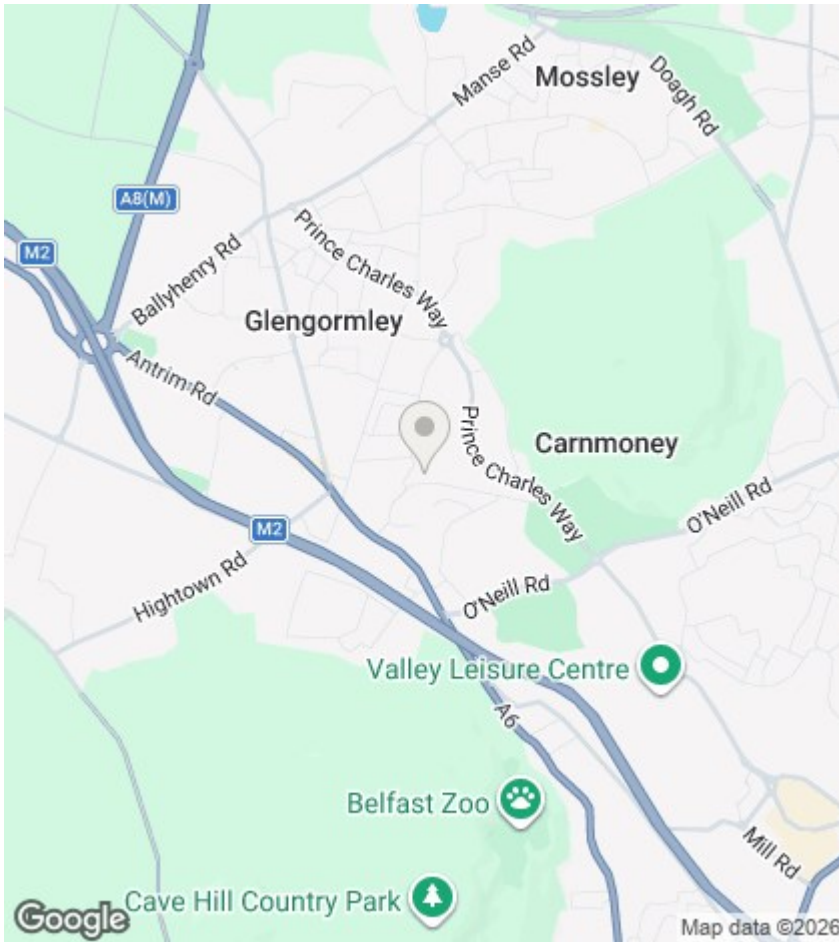 Manse Rd
Mossley
Doagh Rd
A8(M)
M2
Ballyhenry Rd
Prince Charles Way
Glengormley
Antrim Rd
Prince Charles Way
Carnmoney
O'Neill Rd
M2
Hightown Rd
O'Neill Rd
Valley Leisure Centre
A6
Belfast Zoo
Mill Rd
Cave Hill Country Park
Google
Map data ©2026